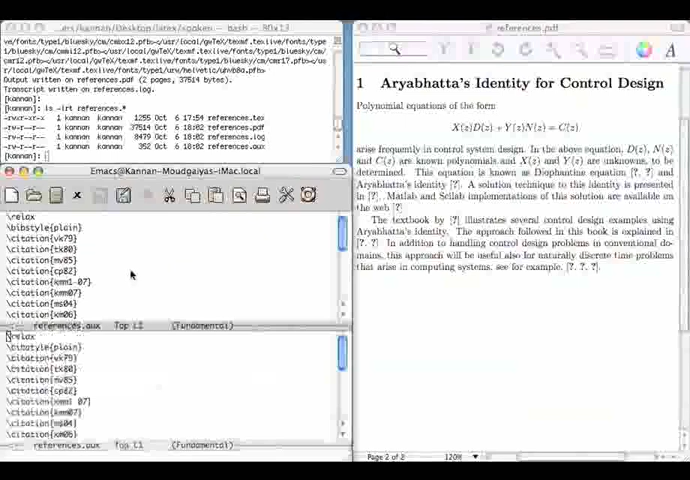 ve/fonts/type1/bluesky/cm/cmmi12.pfb></usr/local/gwTeX/texmf.texlive/fonts/type
1/bluesky/cm/cmmi12.pfb></usr/local/gwTeX/texmf.texlive/fonts/type1/bluesky/cm/
cmr12.pfb></usr/local/gwTeX/texmf.texlive/fonts/type1/bluesky/cm/cmr17.pfb></us
r/local/gwTeX/texmf.texlive/fonts/type1/urw/helvetic/uhvb8a.pfb>
Output written on references.pdf (2 pages, 37514 bytes).
Transcript written on references.log.
[kannan]:
[kannan]: ls -lrt references.*
-rwxr-xr-x 1 kannan kannan 1255 Oct 6 17:54 references.tex
-rw-r--r-- 1 kannan kannan 37514 Oct 6 18:02 references.pdf
-rw-r--r-- 1 kannan kannan 8479 Oct 6 18:02 references.log
-rw-r--r-- 1 kannan kannan 352 Oct 6 18:02 references.aux
[kannan]:
Emacs@Kannan-Moudgalyas-iMac.local
\relax
\bibstyle{plain}
\citation{vk79}
\citation{tk80}
\citation{mv85}
\citation{cp82}
\citation{kmm1-07}
\citation{kmm07}
\citation{ms04}
\citation{km06}
references.aux Top L1 (Fundamental)
\relax
\bibstyle{plain}
\citation{vk79}
\citation{tk80}
\citation{mv85}
\citation{cp82}
\citation{kmm1-07}
\citation{kmm07}
\citation{ms04}
\citation{km06}
references.aux Top L1 (Fundamental)
references.pdf
1 Aryabhatta's Identity for Control Design
Polynomial equations of the form
X(z)D(z) + Y(z)N(z) = C(z)
arise frequently in control system design. In the above equation, D(z), N(z)
and C(z) are known polynomials and X(z) and Y(z) are unknowns, to be
determined. This equation is known as Diophantine equation [?, ?] and
Aryabhatta's identity [?]. A solution technique to this identity is presented
in [?]. Matlab and Scilab implementations of this solution are available on
the web [?]
The textbook by [?] illustrates several control design examples using
Aryabhatta's Identity. The approach followed in this book is explained in
[?, ?]. In addition to handling control design problems in conventional do-
mains, this approach will be useful also for naturally discrete time problems
that arise in computing systems, see for example, [?, ?, ?].
Page 2 of 2 120%